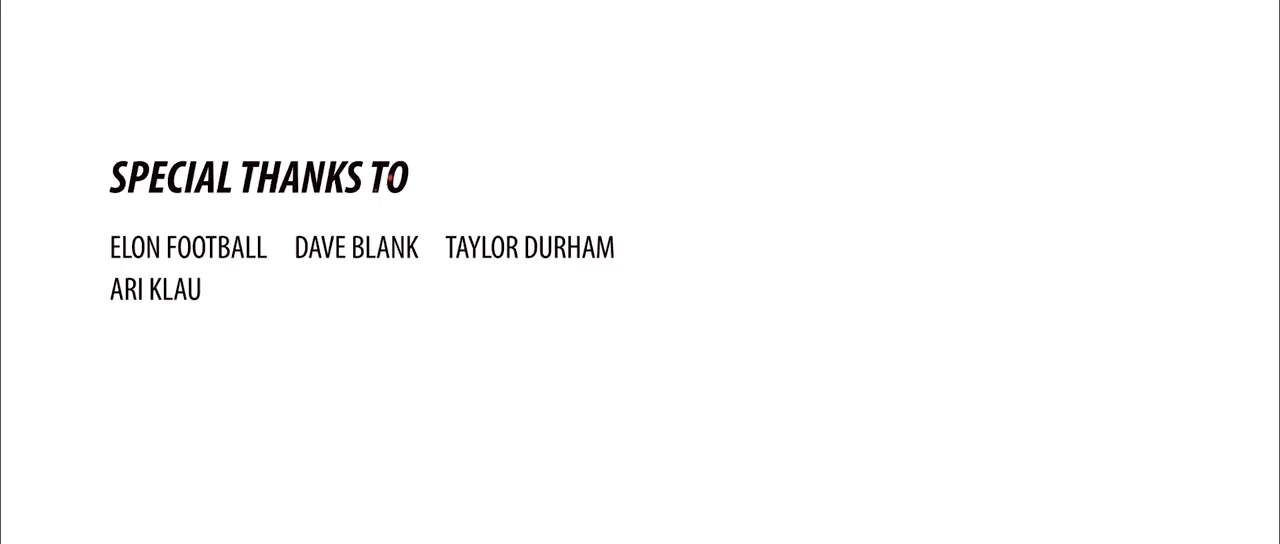 SPECIAL THANKS TO
ELON FOOTBALL DAVE BLANK TAYLOR DURHAM
ARI KLAU